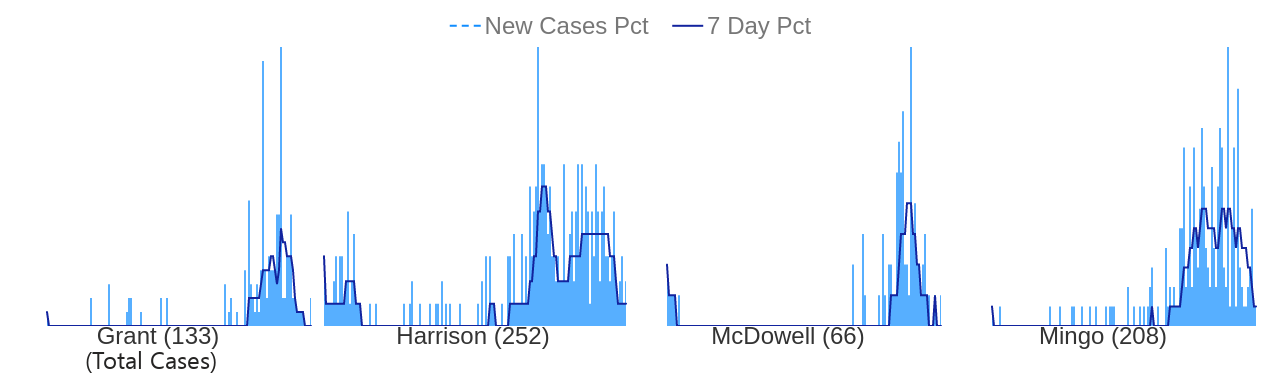 New Cases Pct 7 Day Pct
Grant (133) Harrison (252) McDowell (66) Mingo (208)
(Total Cases)